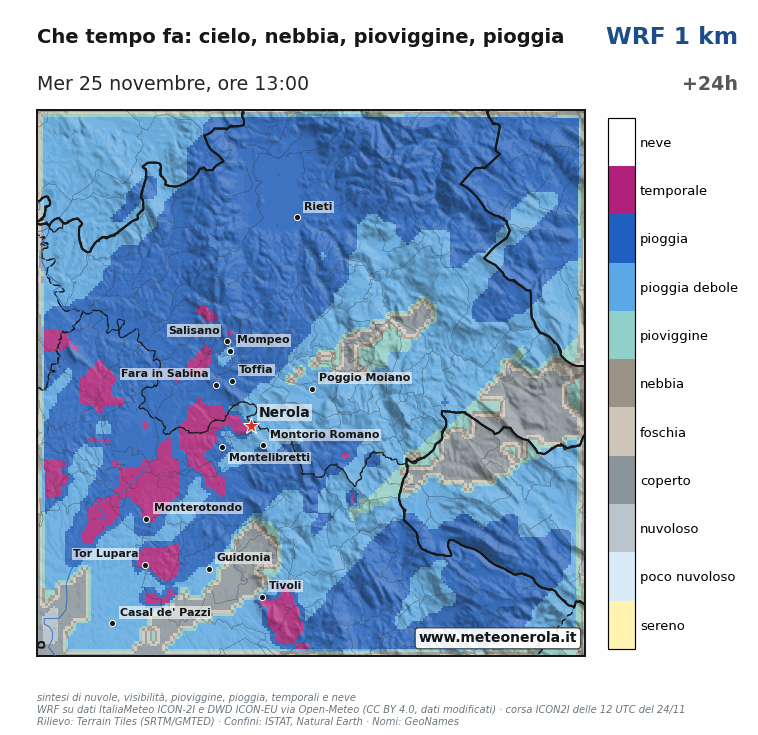 Che tempo fa: cielo, nebbia, pioviggine, pioggia
WRF 1 km
Mer 25 novembre, ore 13:00
+24h
neve
temporale
pioggia
pioggia debole
pioviggine
nebbia
foschia
coperto
nuvoloso
poco nuvoloso
sereno
Rieti
Salisano
Mompeo
Fara in Sabina
Toffia
Poggio Moiano
Nerola
Montorio Romano
Montelibretti
Monterotondo
Tor Lupara
Guidonia
Tivoli
Casal de' Pazzi
www.meteonerola.it
sintesi di nuvole, visibilità, pioviggine, pioggia, temporali e neve
WRF su dati ItaliaMeteo ICON-2I e DWD ICON-EU via Open-Meteo (CC BY 4.0, dati modificati) · corsa ICON2I delle 12 UTC del 24/11
Rilievo: Terrain Tiles (SRTM/GMTED) · Confini: ISTAT, Natural Earth · Nomi: GeoNames